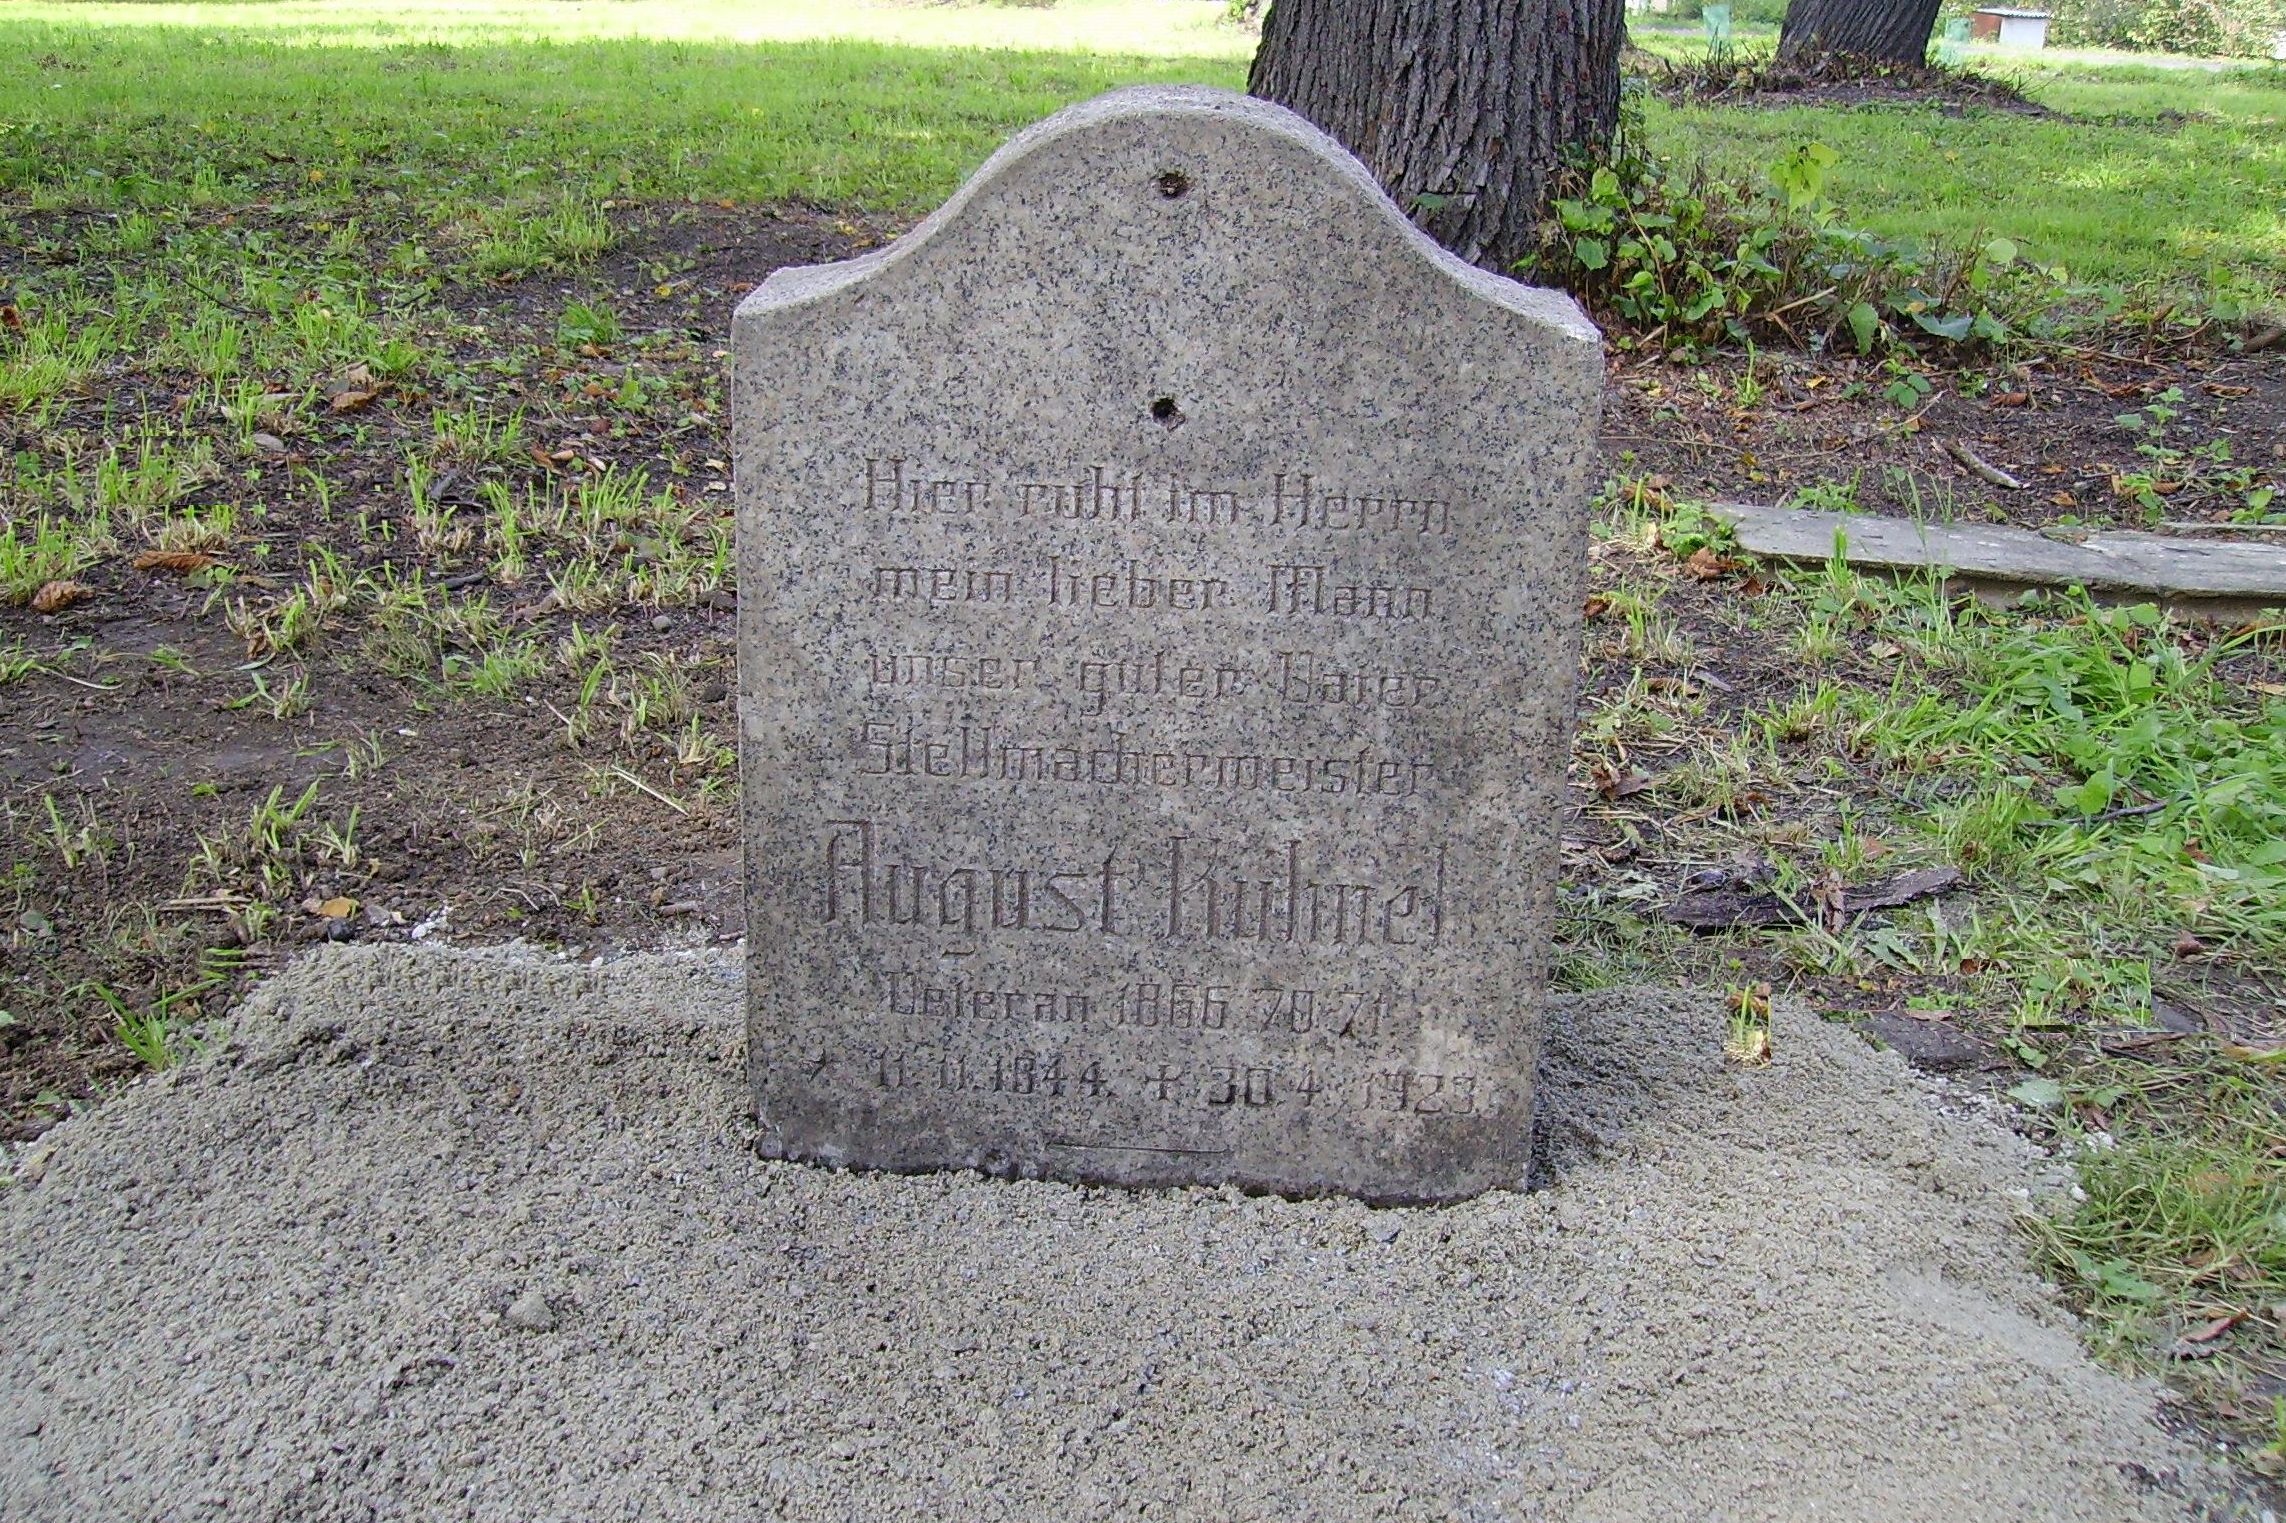 Hier ruht im Herrn
mein lieber Mann
unser guter Vater
Stellmachermeister
August Kuhnel
Veteran 1866 70-71
* 11.11.1844. + 30.4.1923.